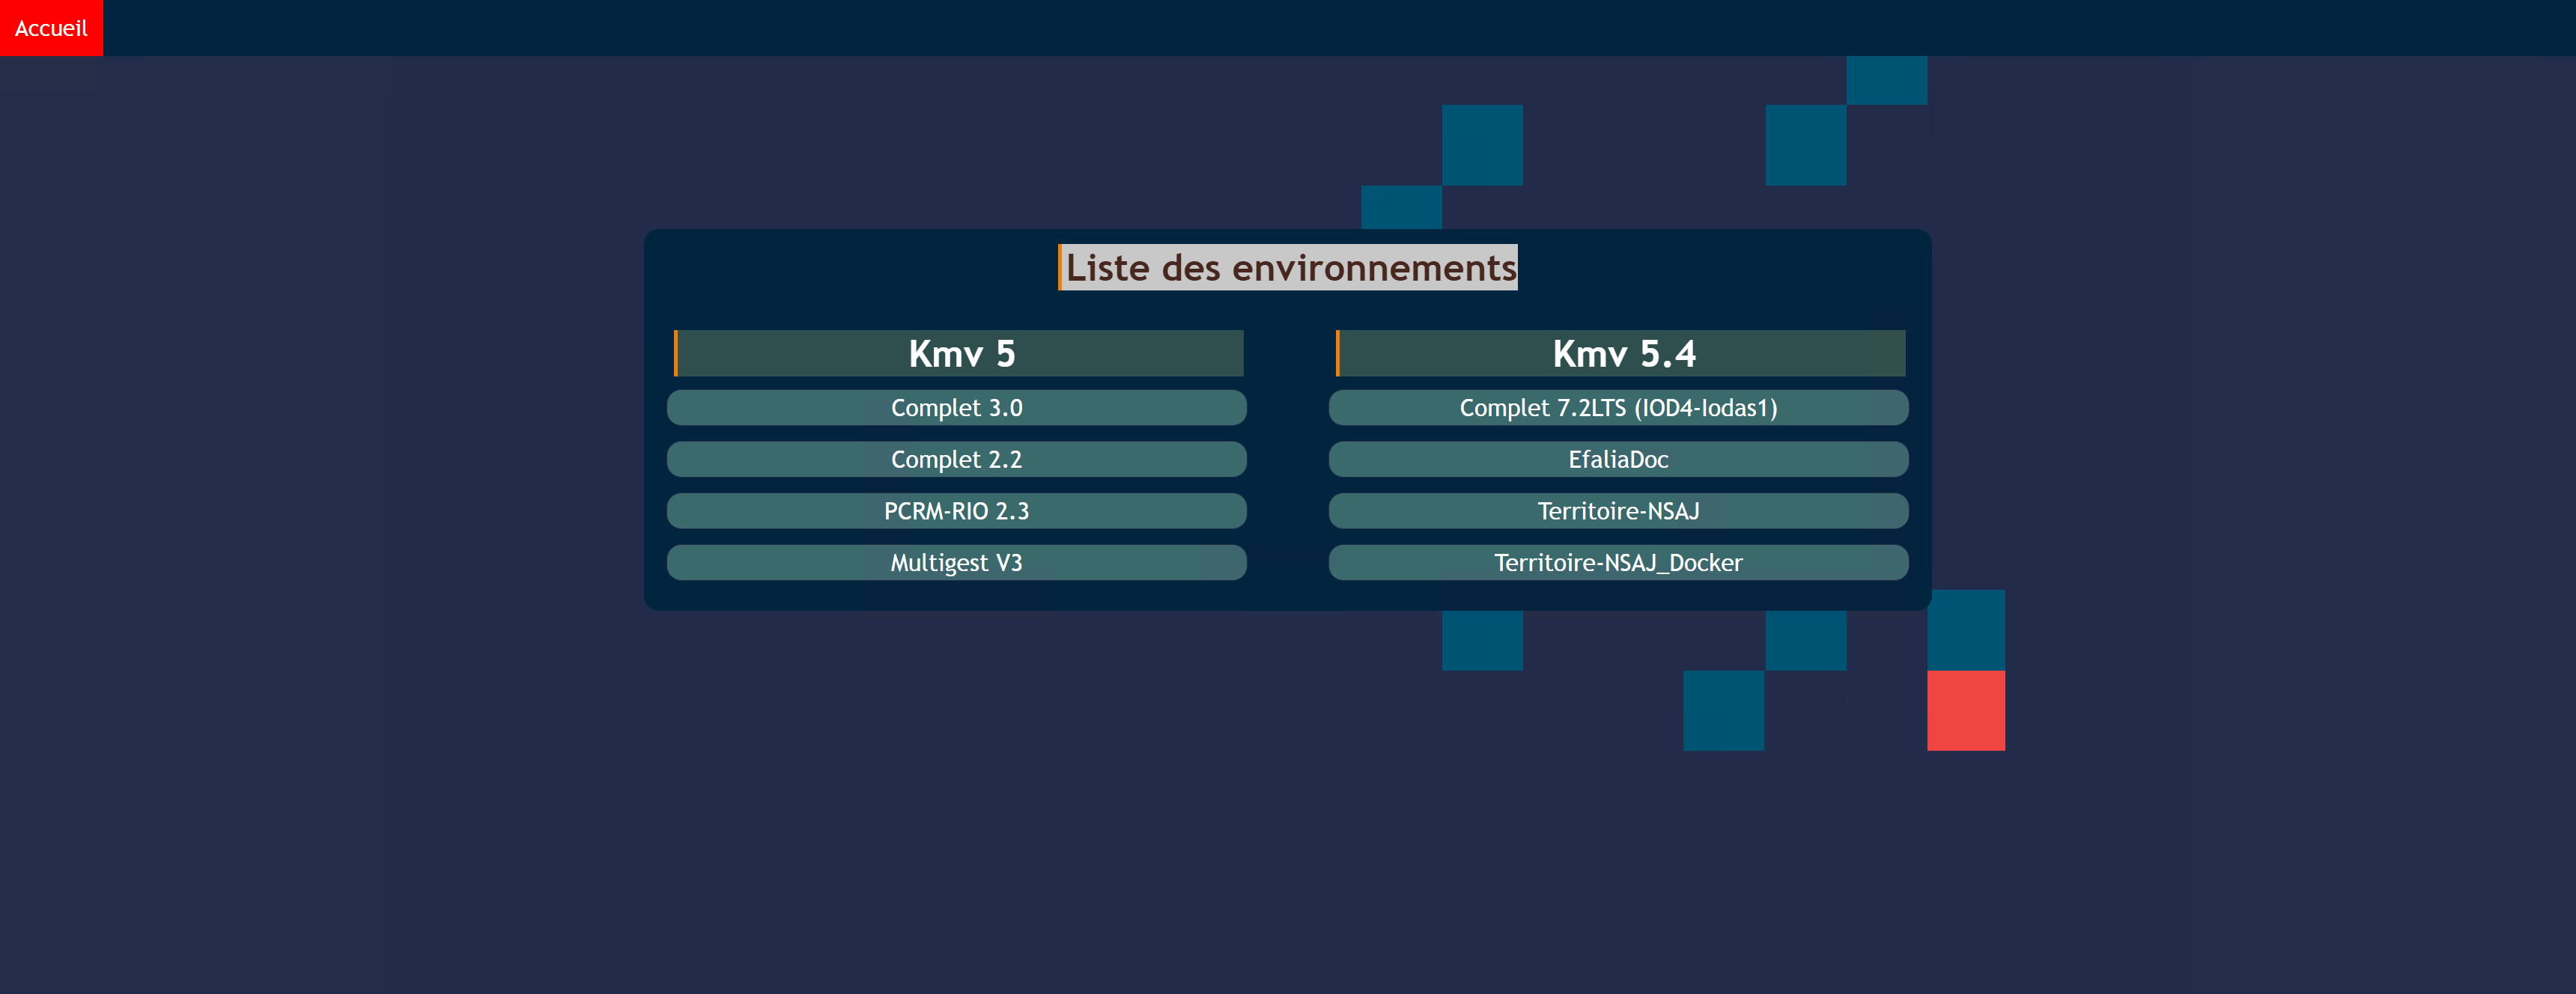 Accueil
Liste des environnements
Kmv 5
Complet 3.0
Complet 2.2
PCRM-RIO 2.3
Multigest V3
Kmv 5.4
Complet 7.2LTS (IOD4-Iodas1)
EfaliaDoc
Territoire-NSAJ
Territoire-NSAJ_Docker